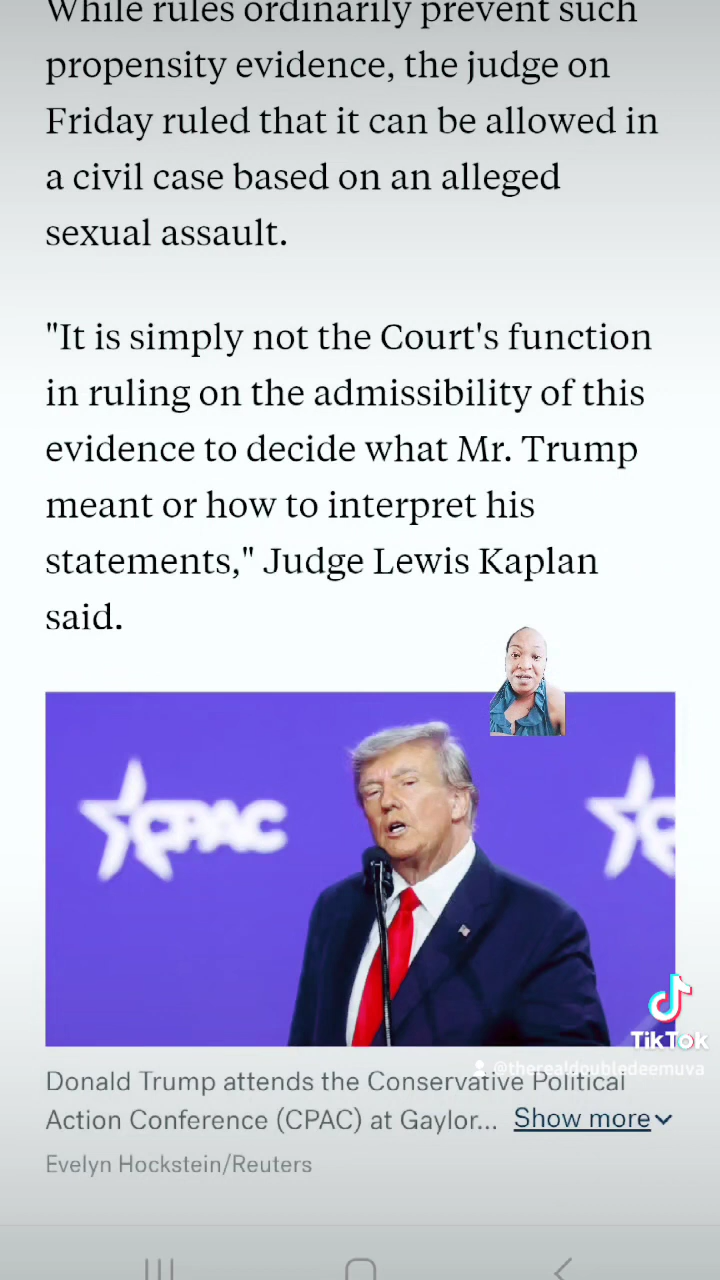 While rules ordinarily prevent such
propensity evidence, the judge on
Friday ruled that it can be allowed in
a civil case based on an alleged
sexual assault.
"It is simply not the Court's function
in ruling on the admissibility of this
evidence to decide what Mr. Trump
meant or how to interpret his
statements," Judge Lewis Kaplan
said.
CPAC
C
TikTok
@therealdoubledeemuva
Donald Trump attends the Conservative Political
Action Conference (CPAC) at Gaylor... Show more
Evelyn Hockstein/Reuters